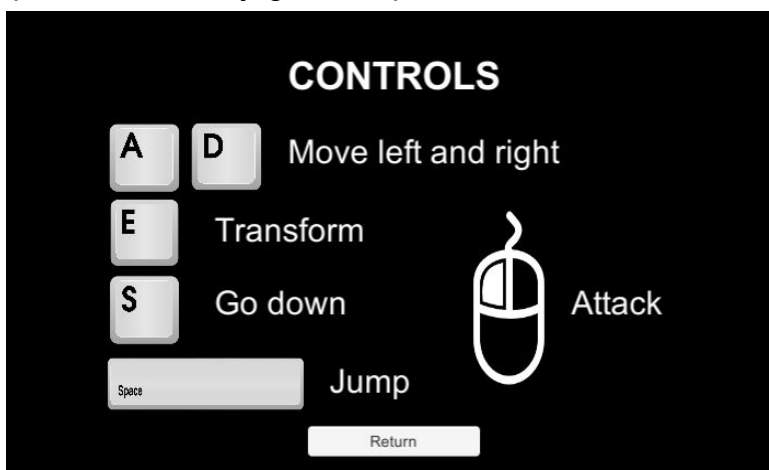 CONTROLS
A D Move left and right
E Transform
S Go down
Attack
Space Jump
Return